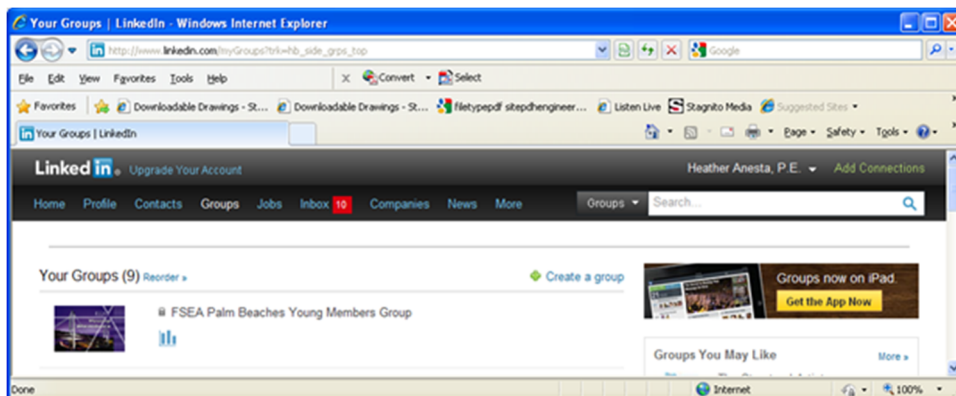 Your Groups | LinkedIn - Windows Internet Explorer
http://www.linkedin.com/myGroups?trk=hb_side_grps_top
Google
File Edit View Favorites Tools Help x Convert Select
Favorites Downloadable Drawings - St... Downloadable Drawings - St... filetypepdf sitepdhengineer... Listen Live Stagnito Media Suggested Sites
Your Groups | LinkedIn Page Safety Tools
Linked in Upgrade Your Account Heather Anesta, P.E. Add Connections
Home Profile Contacts Groups Jobs Inbox 10 Companies News More Groups Search...
Your Groups (9) Reorder » Create a group
Groups now on iPad.
Get the App Now
FSEA Palm Beaches Young Members Group
Groups You May Like More »
Done Internet 100%